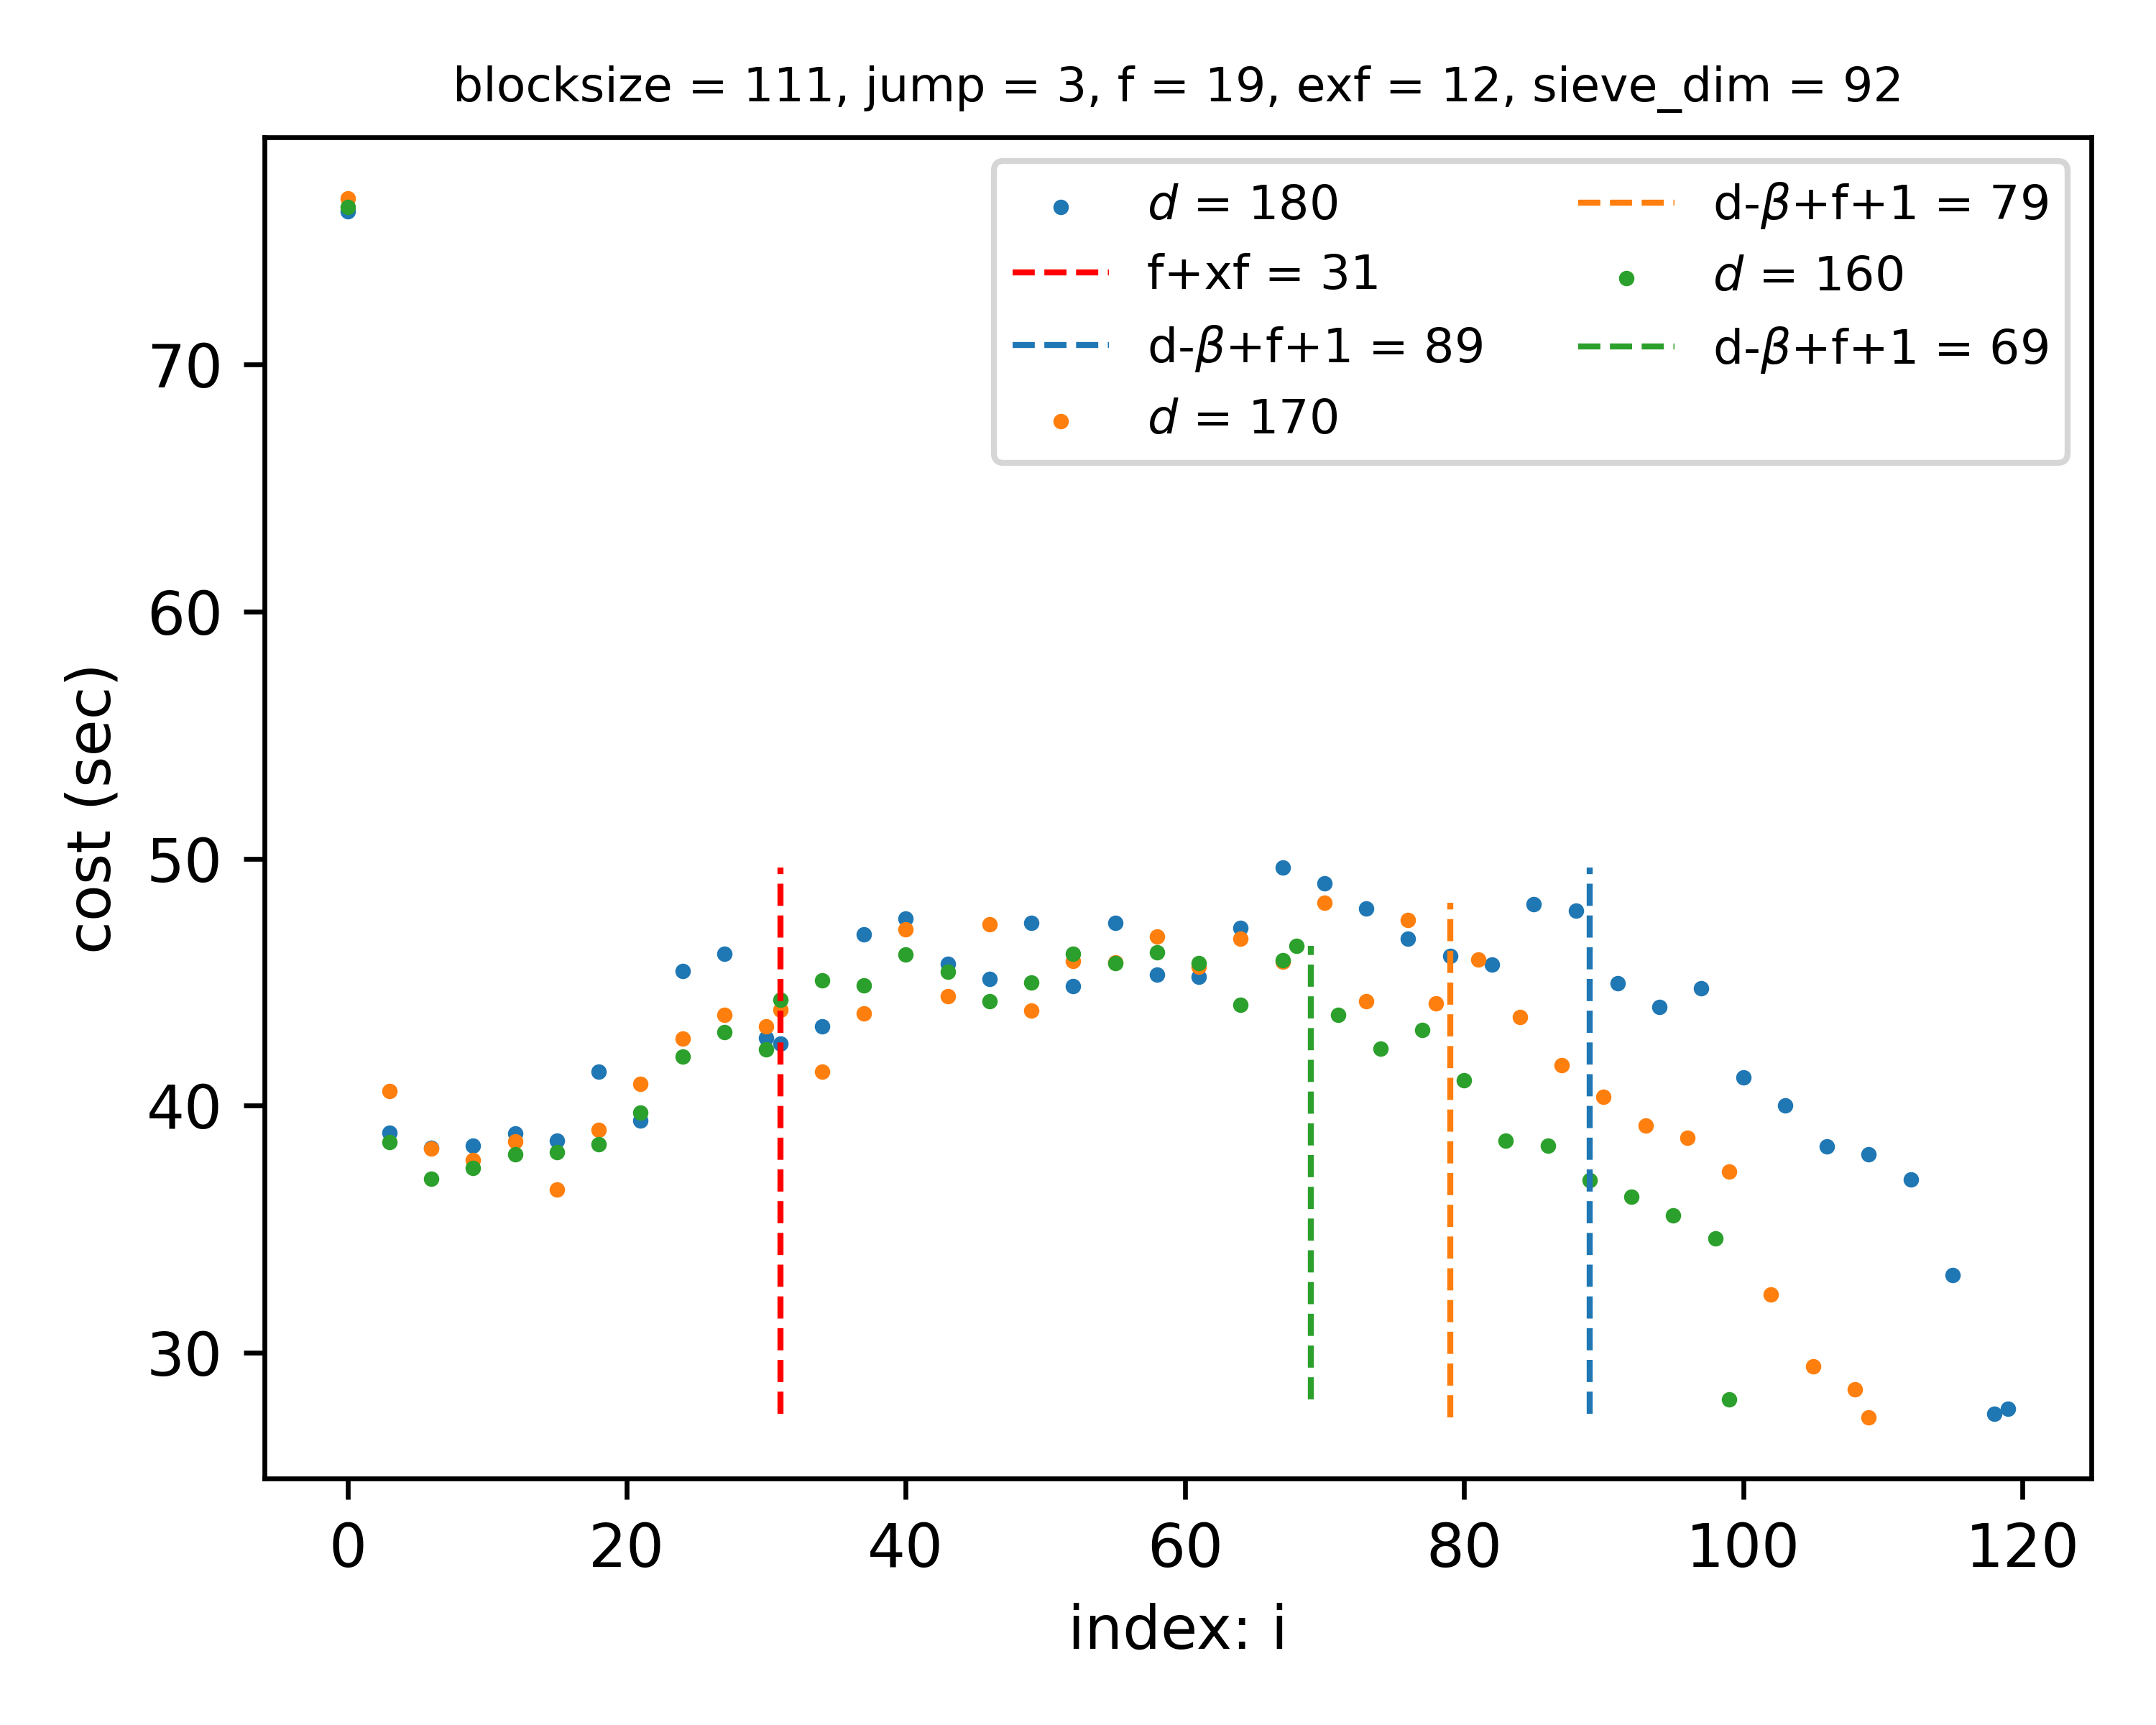 blocksize = 111, jump = 3, f = 19, exf = 12, sieve_dim = 92
d = 180
f+xf = 31
d-β+f+1 = 89
d = 170
d-β+f+1 = 79
d = 160
d-β+f+1 = 69
cost (sec)
70
60
50
40
30
0 20 40 60 80 100 120
index: i